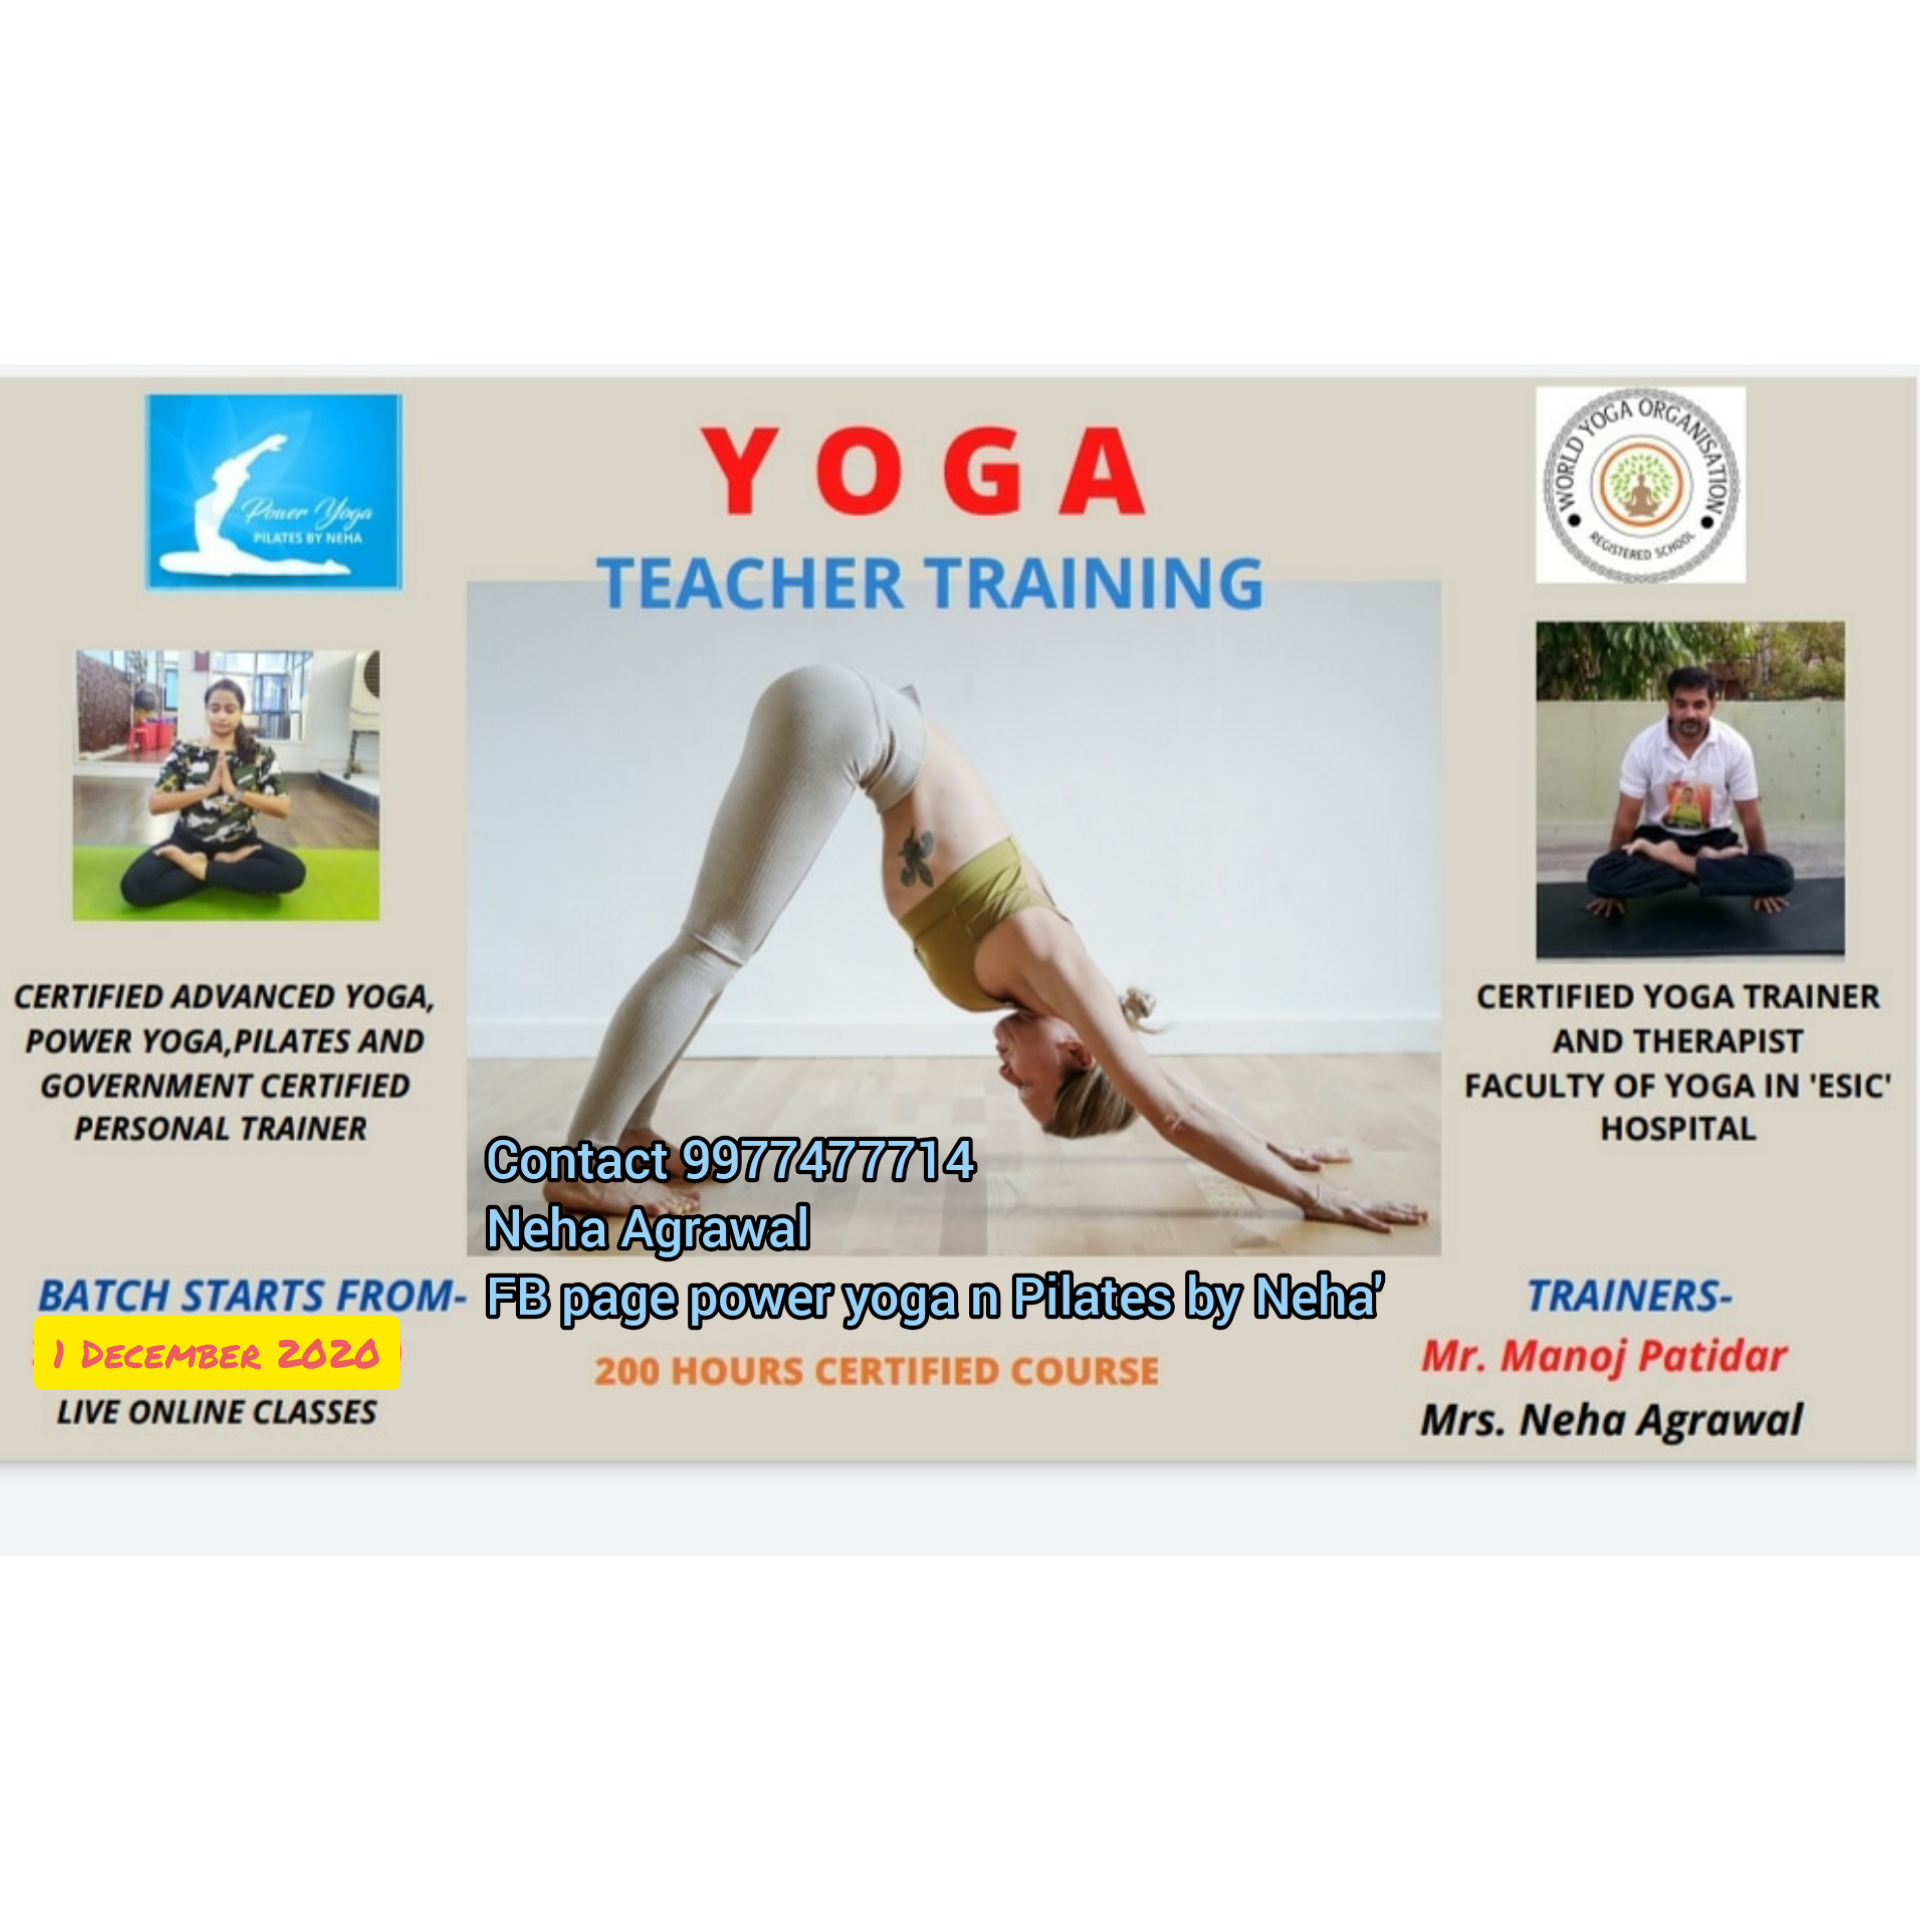 YOGA
TEACHER TRAINING
Power Yoga
PILATES BY NEHA
WORLD YOGA ORGANISATION
REGISTERED SCHOOL
CERTIFIED ADVANCED YOGA,
POWER YOGA,PILATES AND
GOVERNMENT CERTIFIED
PERSONAL TRAINER
CERTIFIED YOGA TRAINER
AND THERAPIST
FACULTY OF YOGA IN 'ESIC'
HOSPITAL
Contact 9977477714
Neha Agrawal
FB page power yoga n Pilates by Neha'
BATCH STARTS FROM-
1 December 2020
LIVE ONLINE CLASSES
200 HOURS CERTIFIED COURSE
TRAINERS-
Mr. Manoj Patidar
Mrs. Neha Agrawal